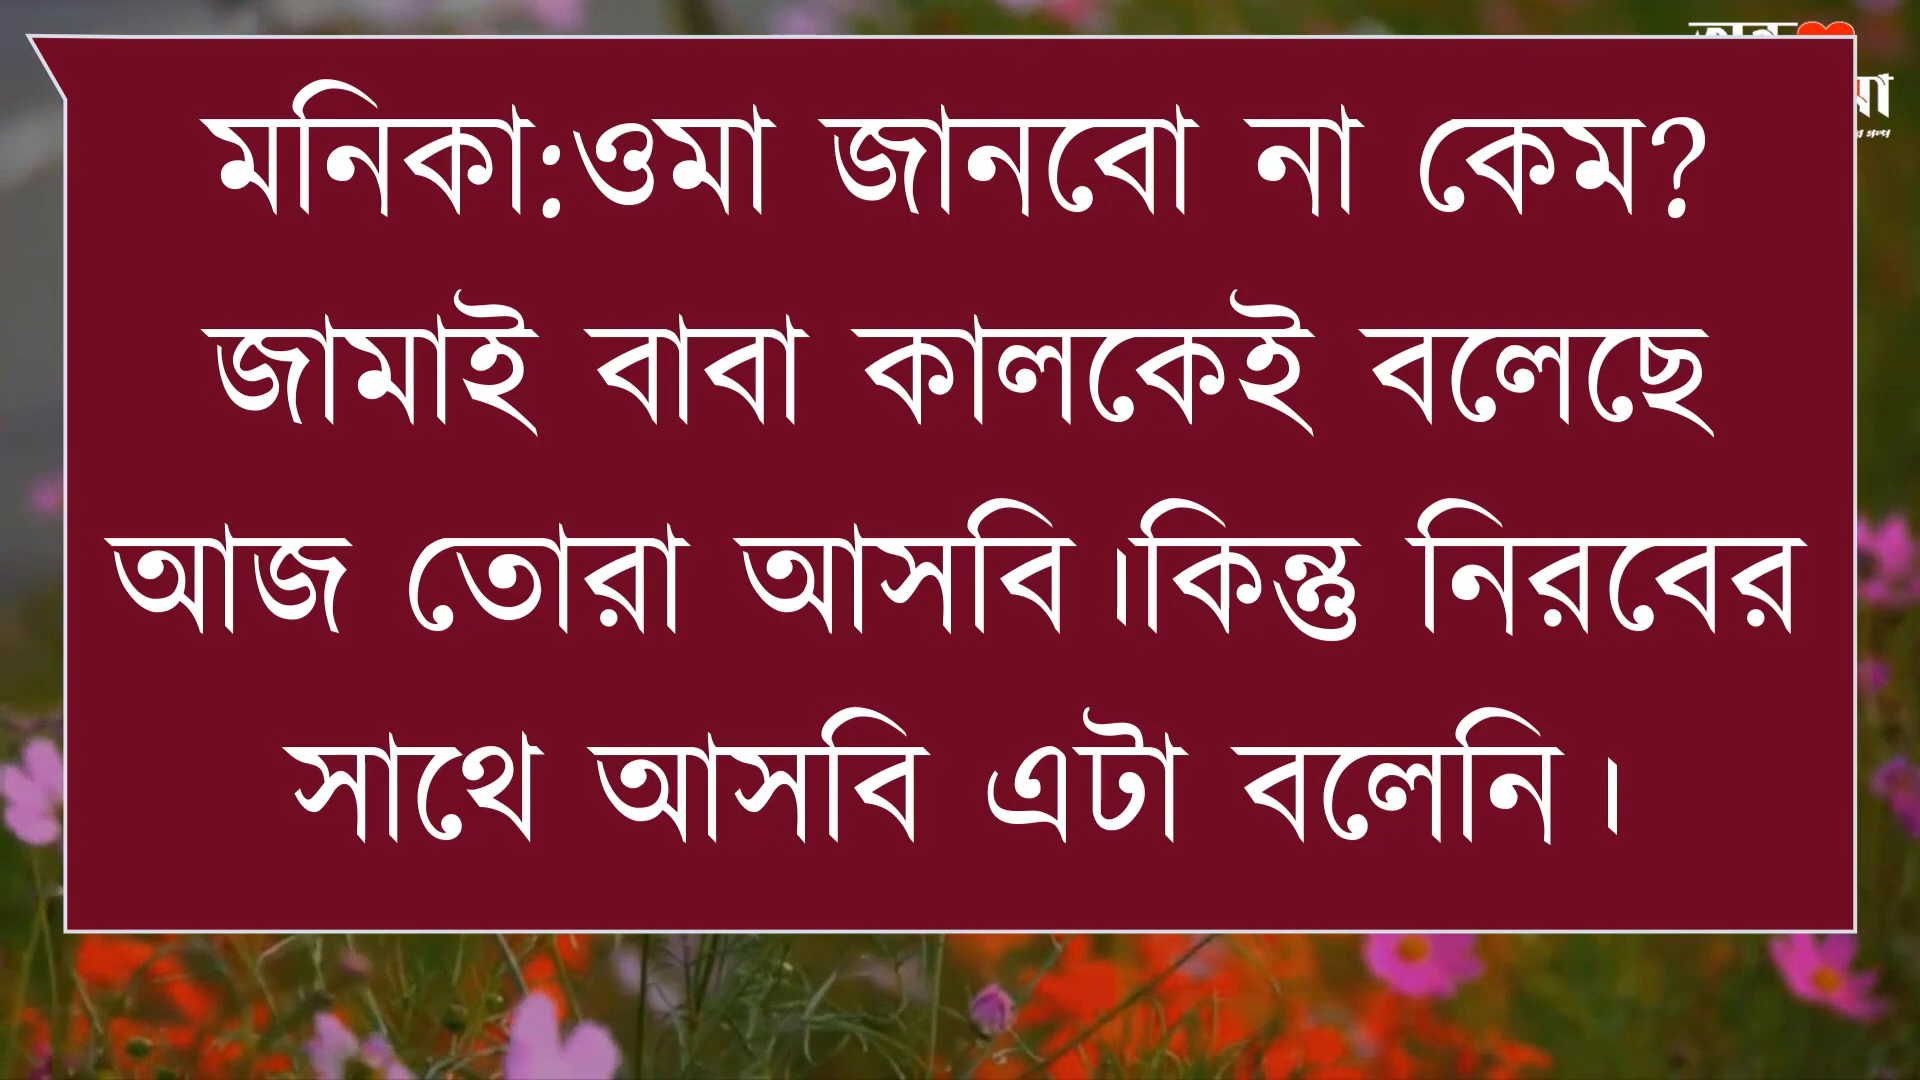 মনিকা:ওমা জানবো না কেম?
জামাই বাবা কালকেই বলেছে
আজ তোরা আসবি।কিন্তু নিরবের
সাথে আসবি এটা বলেনি।